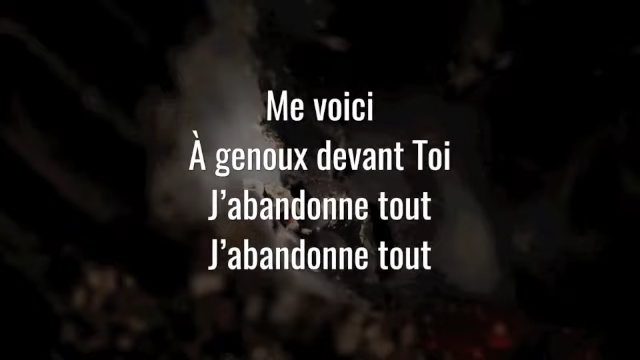 Me voici
À genoux devant Toi
J’abandonne tout
J’abandonne tout